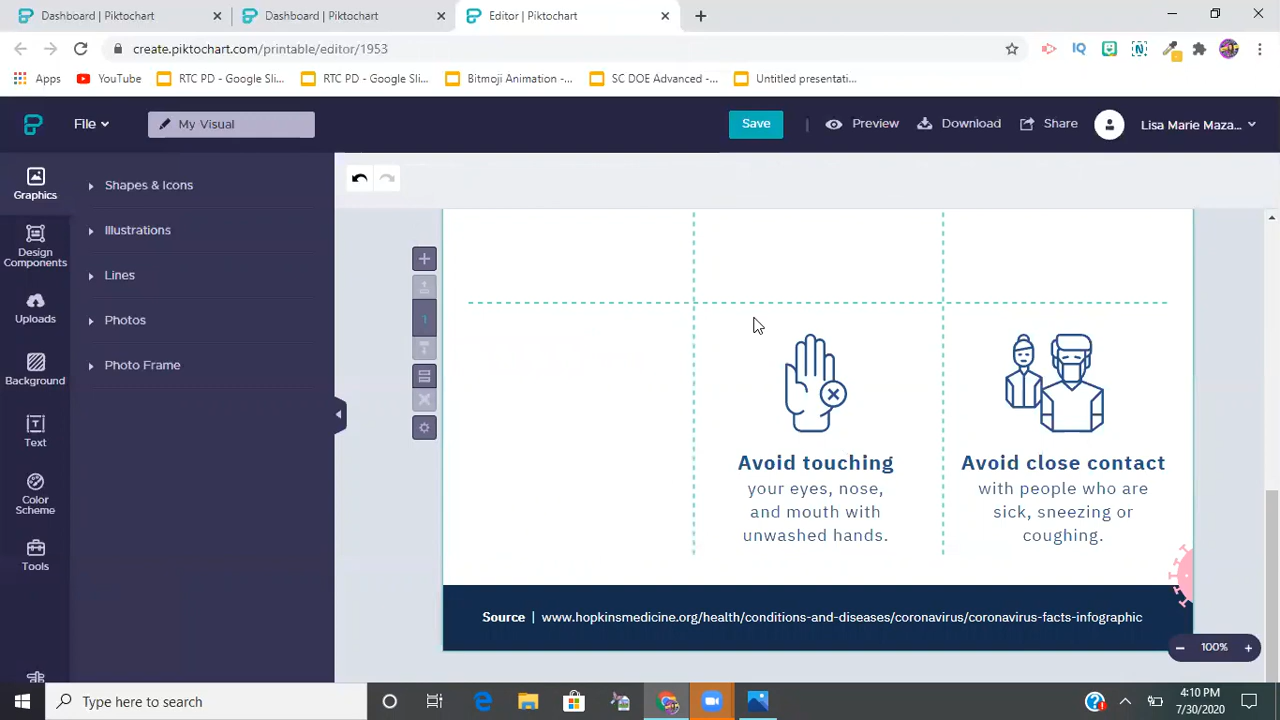 Dashboard | Piktochart
Dashboard | Piktochart
Editor | Piktochart
create.piktochart.com/printable/editor/1953
Apps
YouTube
RTC PD - Google Sli...
RTC PD - Google Sli...
Bitmoji Animation -...
SC DOE Advanced -...
Untitled presentati...
File
My Visual
Save
Preview
Download
Share
Lisa Marie Maza...
Graphics
Shapes & Icons
Illustrations
Lines
Photos
Photo Frame
Design
Components
Uploads
Background
Text
Color
Scheme
Tools
1
Avoid touching
your eyes, nose,
and mouth with
unwashed hands.
Avoid close contact
with people who are
sick, sneezing or
coughing.
Source | www.hopkinsmedicine.org/health/conditions-and-diseases/coronavirus/coronavirus-facts-infographic
100%
Type here to search
4:10 PM
7/30/2020